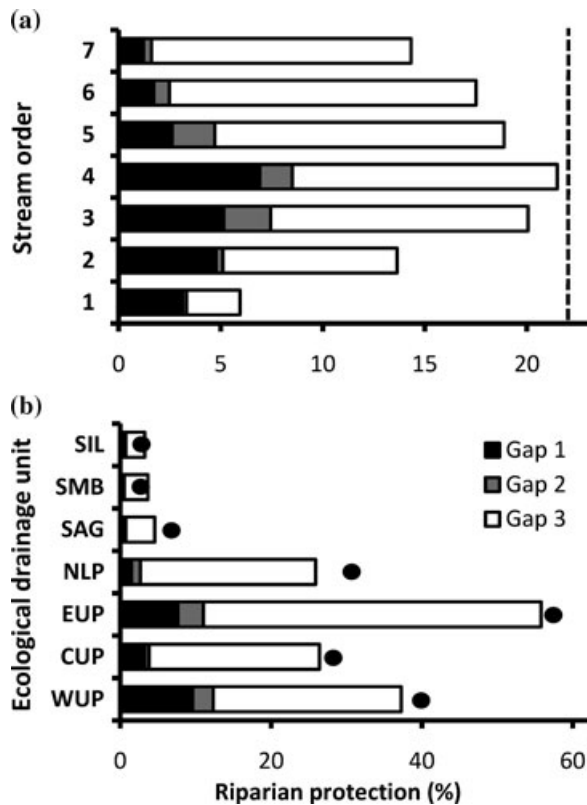 (a)
Stream order
7
6
5
4
3
2
1
0 5 10 15 20
(b)
Ecological drainage unit
SIL
SMB
SAG
NLP
EUP
CUP
WUP
Gap 1
Gap 2
Gap 3
0 20 40 60
Riparian protection (%)